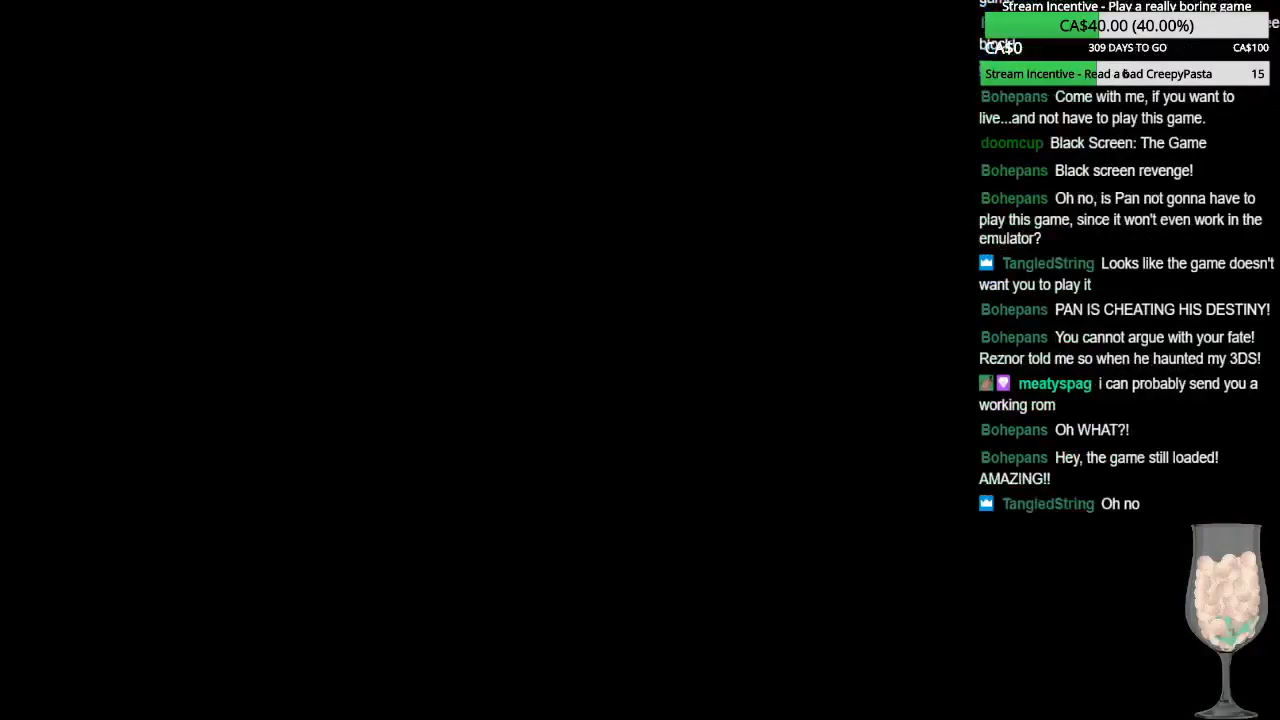 Stream Incentive - Play a really boring game
CA$40.00 (40.00%)
block!
CA$0 309 DAYS TO GO CA$100
Stream Incentive - Read a bad CreepyPasta 6 15
Bohepans Come with me, if you want to
live...and not have to play this game.
doomcup Black Screen: The Game
Bohepans Black screen revenge!
Bohepans Oh no, is Pan not gonna have to
play this game, since it won't even work in the
emulator?
TangledString Looks like the game doesn't
want you to play it
Bohepans PAN IS CHEATING HIS DESTINY!
Bohepans You cannot argue with your fate!
Reznor told me so when he haunted my 3DS!
meatyspag i can probably send you a
working rom
Bohepans Oh WHAT?!
Bohepans Hey, the game still loaded!
AMAZING!!
TangledString Oh no